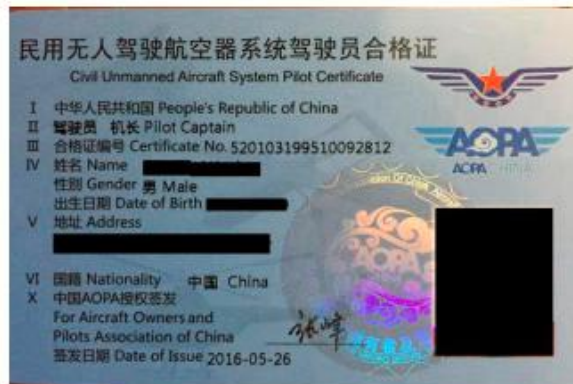 民用无人驾驶航空器系统驾驶员合格证
Civil Unmanned Aircraft System Pilot Certificate
I 中华人民共和国 People's Republic of China
II 驾驶员 机长 Pilot Captain
III 合格证编号 Certificate No. 520103199510092812
IV 姓名 Name
性别 Gender 男 Male
出生日期 Date of Birth
V 地址 Address
VI 国籍 Nationality 中国 China
X 中国AOPA授权签发
For Aircraft Owners and
Pilots Association of China
张峰
签发日期 Date of Issue 2016-05-26
AOPA
AOPA
AOPA